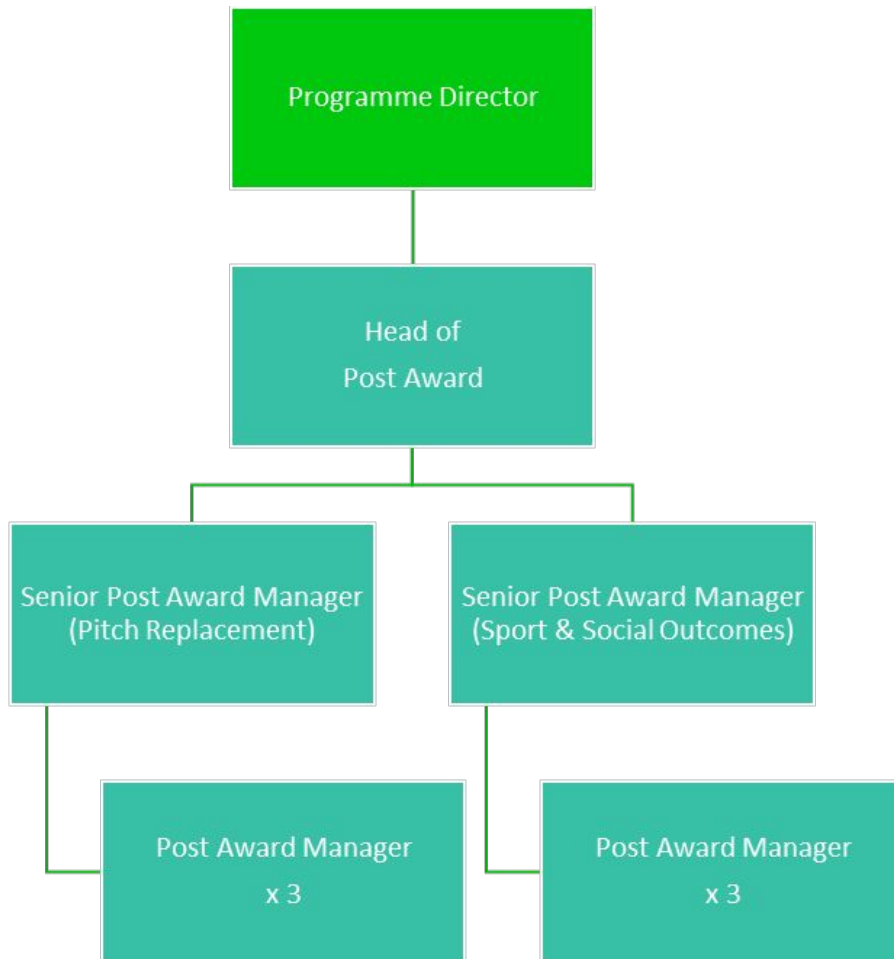 Programme Director
Head of
Post Award
Senior Post Award Manager
(Pitch Replacement)
Senior Post Award Manager
(Sport & Social Outcomes)
Post Award Manager
x 3
Post Award Manager
x 3